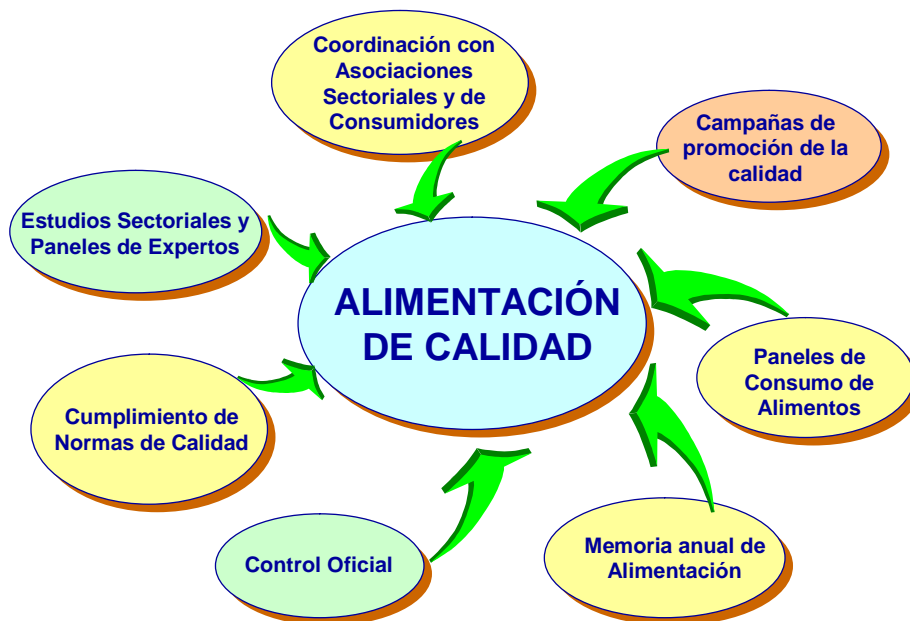 Coordinación con
Asociaciones
Sectoriales y de
Consumidores
Campañas de
promoción de la
calidad
Estudios Sectoriales y
Paneles de Expertos
ALIMENTACIÓN
DE CALIDAD
Paneles de
Consumo de
Alimentos
Cumplimiento de
Normas de Calidad
Control Oficial
Memoria anual de
Alimentación